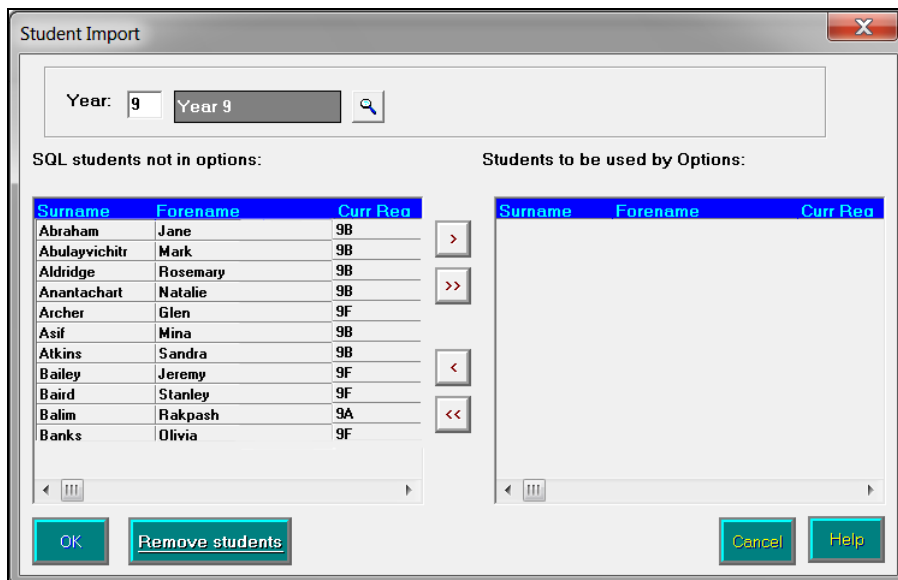 Student Import
X
Year: 9 Year 9
SQL students not in options:
Students to be used by Options:
Surname Forename Curr Reg
Surname Forename Curr Reg
Abraham Jane 9B
Abulayvichitr Mark 9B
Aldridge Rosemary 9B
Anantachart Natalie 9B
Archer Glen 9F
Asif Mina 9B
Atkins Sandra 9B
Bailey Jeremy 9F
Baird Stanley 9F
Balim Rakpash 9A
Banks Olivia 9F
>
>>
<
<<
OK Remove students Cancel Help